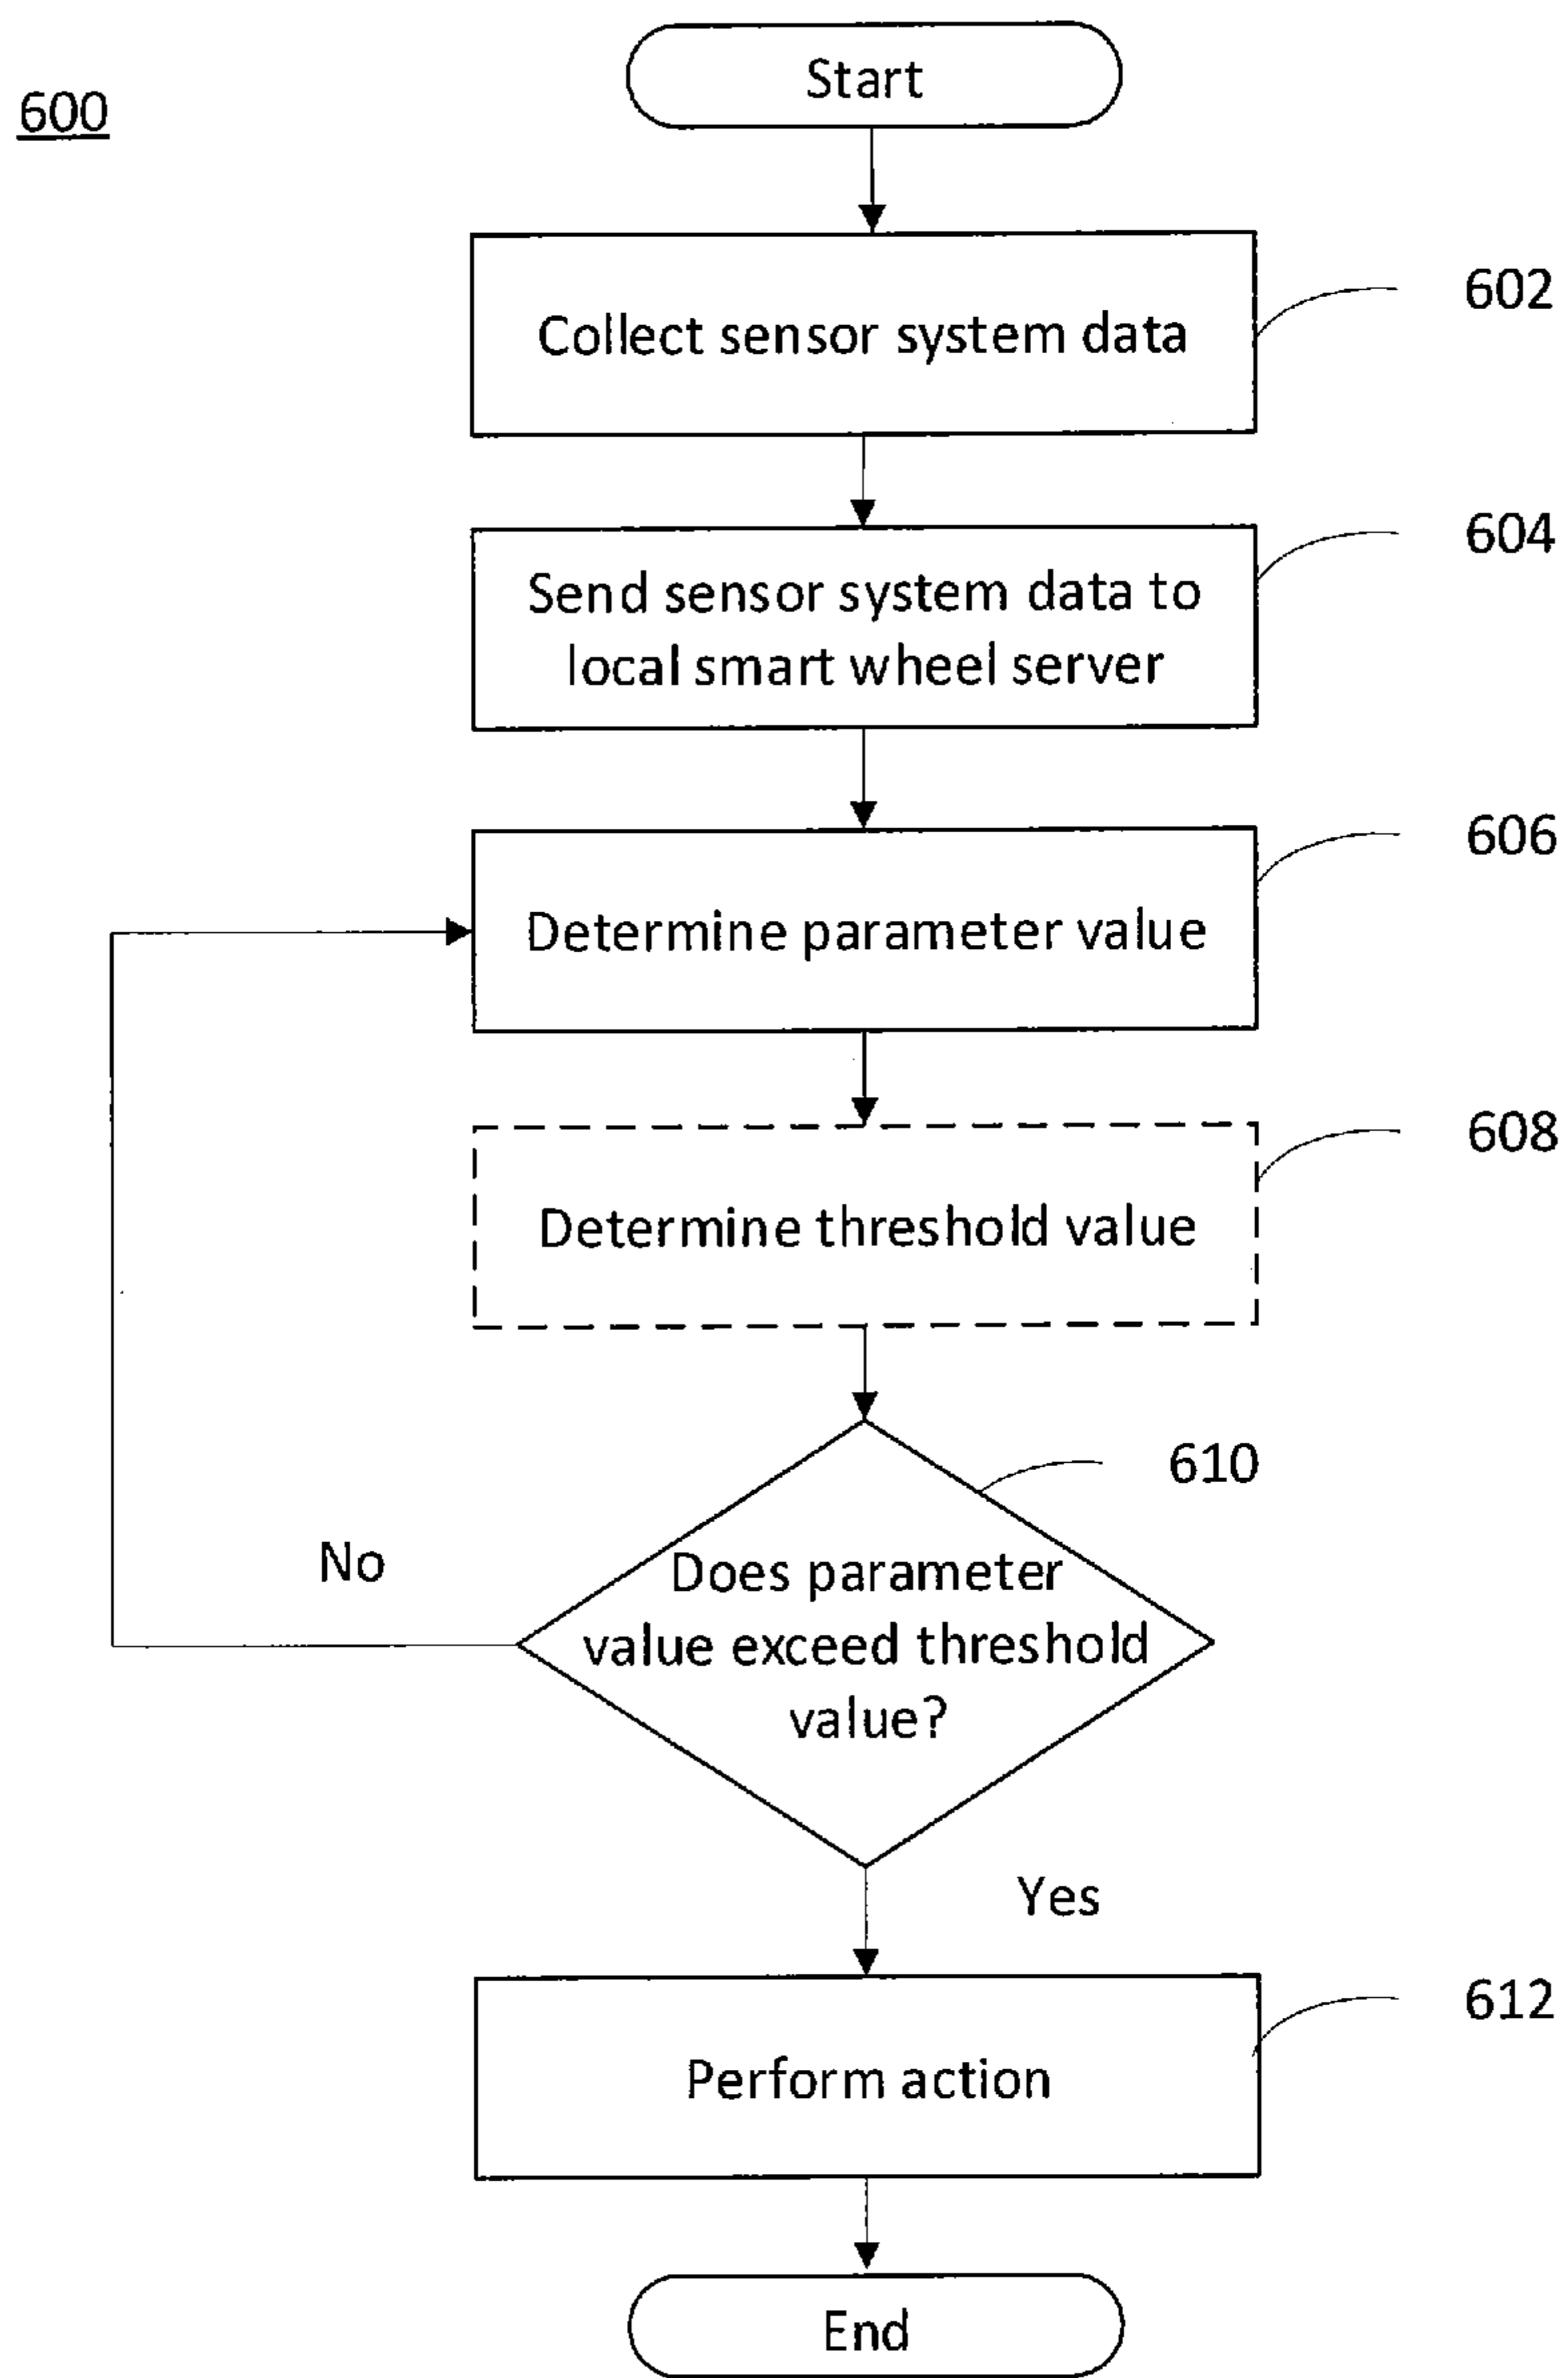 Start
600
Collect sensor system data
602
Send sensor system data to
local smart wheel server
604
Determine parameter value
606
Determine threshold value
608
Does parameter
value exceed threshold
value?
610
No
Yes
Perform action
612
End